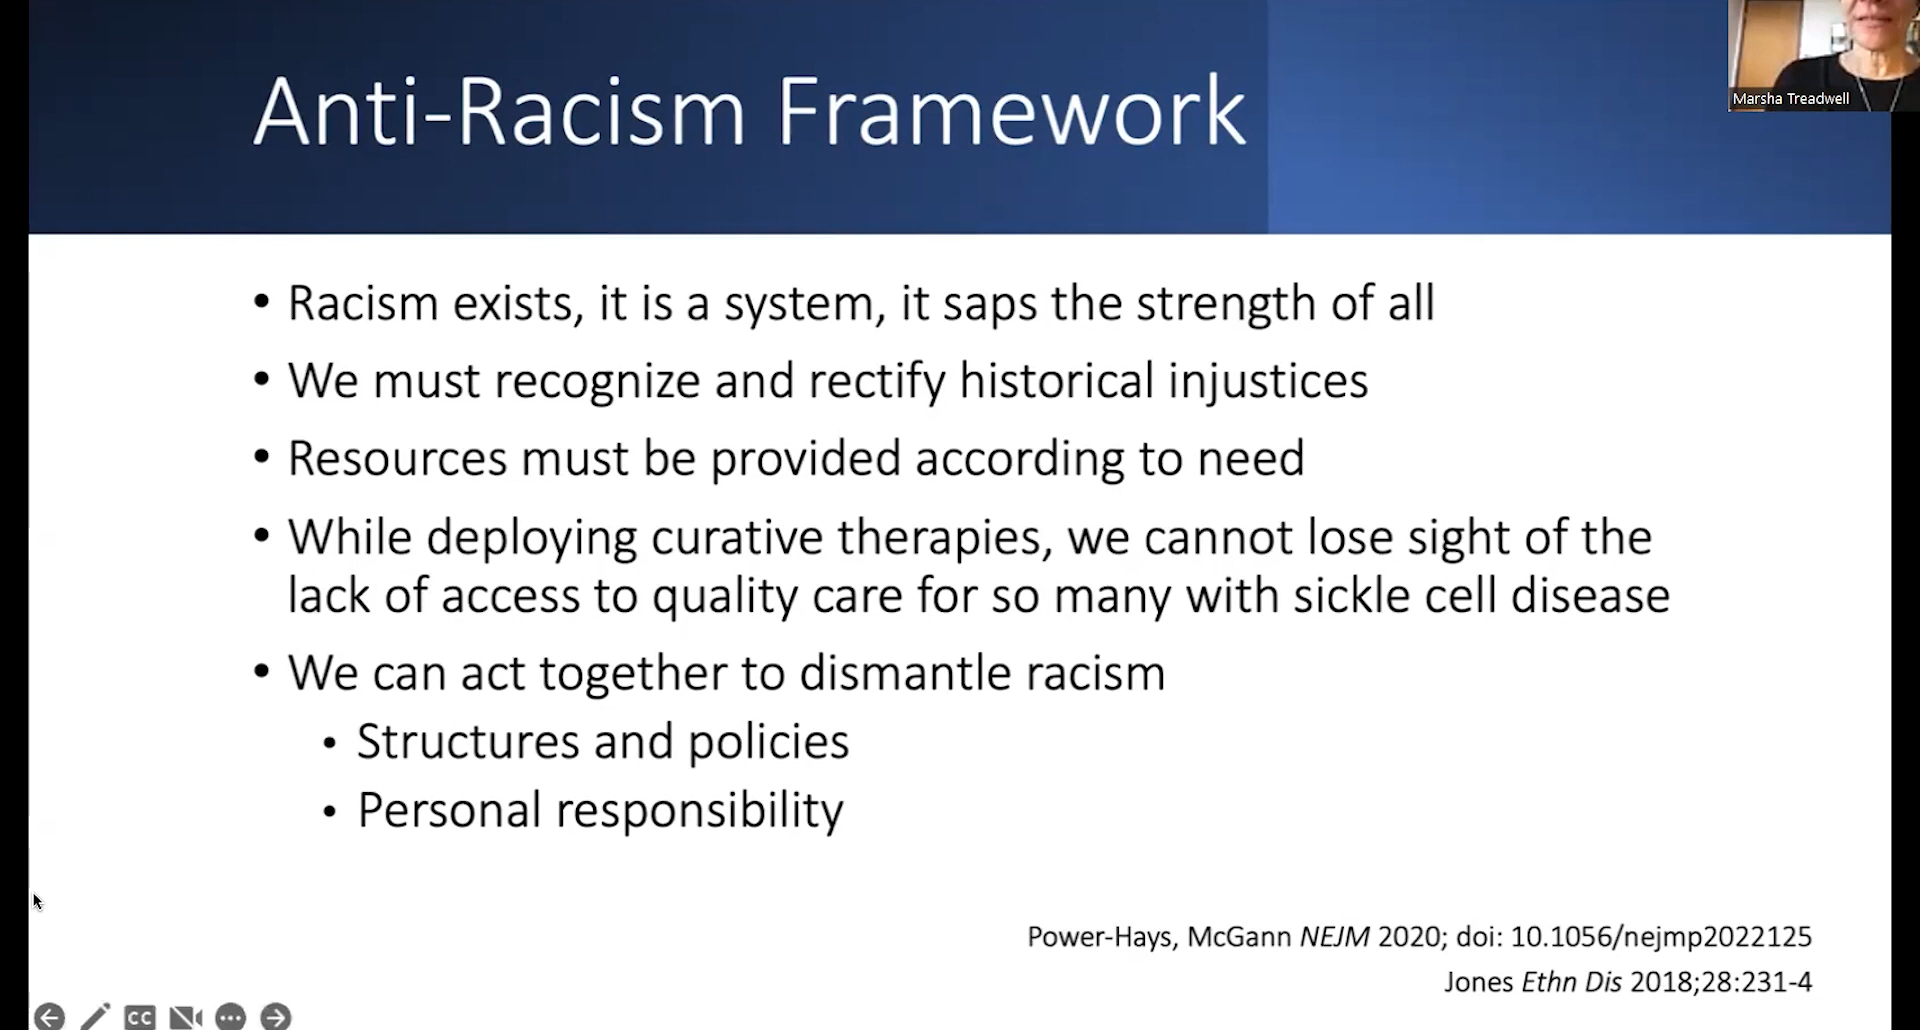 Anti-Racism Framework
Marsha Treadwell
• Racism exists, it is a system, it saps the strength of all
• We must recognize and rectify historical injustices
• Resources must be provided according to need
• While deploying curative therapies, we cannot lose sight of the
lack of access to quality care for so many with sickle cell disease
• We can act together to dismantle racism
• Structures and policies
• Personal responsibility
Power-Hays, McGann NEJM 2020; doi: 10.1056/nejmp2022125
Jones Ethn Dis 2018;28:231-4
CC